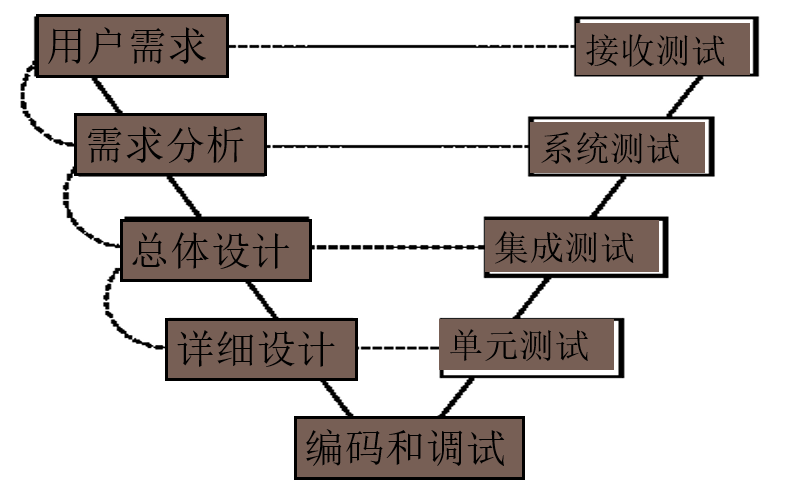 用户需求
接收测试
需求分析
系统测试
总体设计
集成测试
详细设计
单元测试
编码和调试